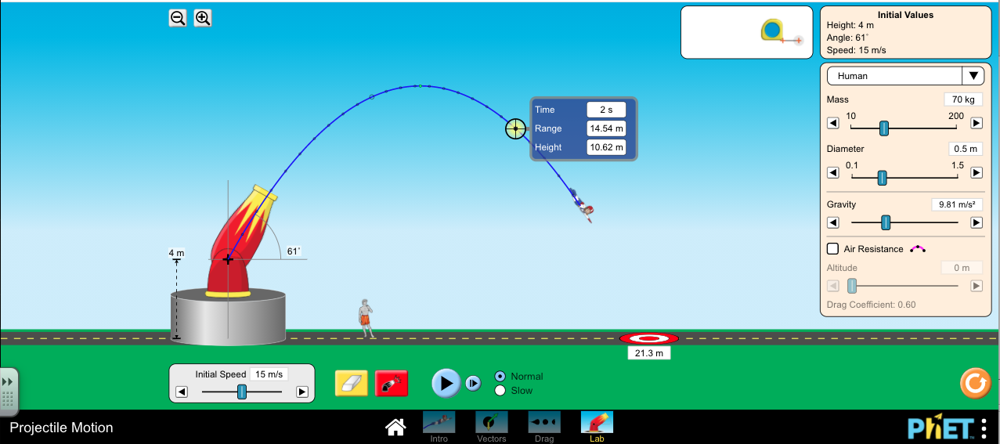 Initial Values
Height: 4 m
Angle: 61°
Speed: 15 m/s
Human
Mass 70 kg
10 200
Diameter 0.5 m
0.1 1.5
Gravity 9.81 m/s²
Air Resistance
Altitude 0 m
Drag Coefficient: 0.60
Time 2 s
Range 14.54 m
Height 10.62 m
4 m
61°
21.3 m
Initial Speed 15 m/s
Normal
Slow
Projectile Motion
Intro
Vectors
Drag
Lab
PhET